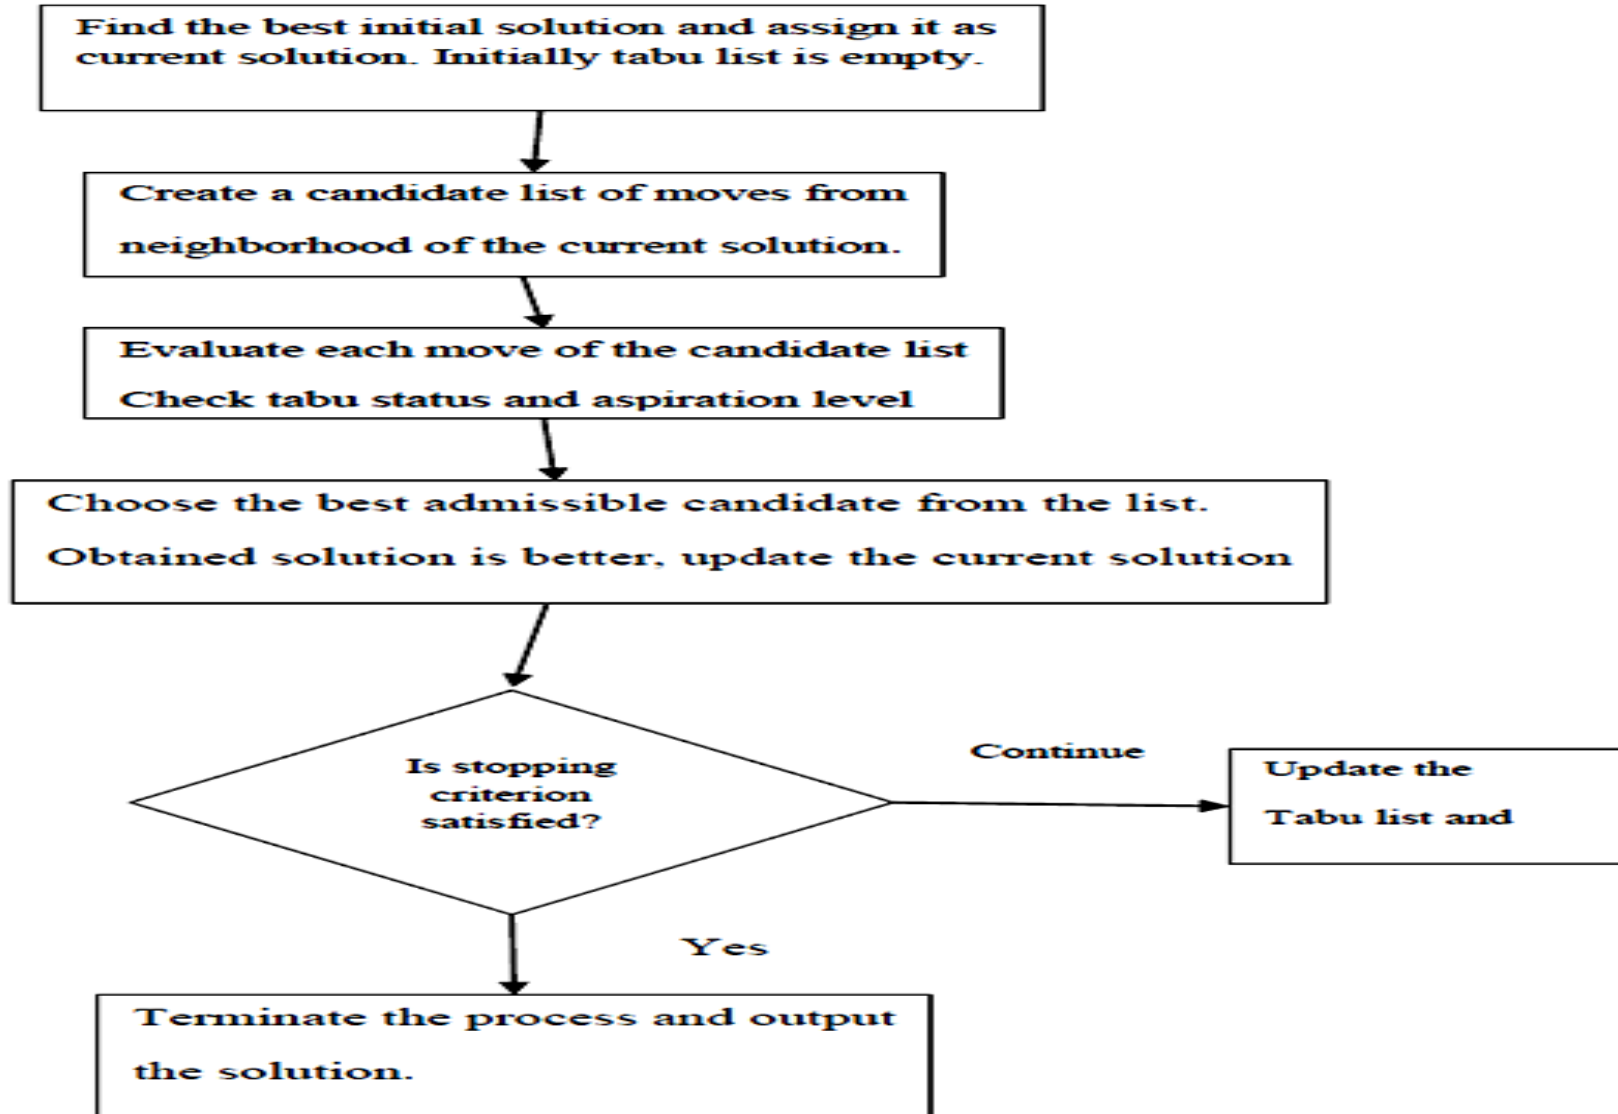 Find the best initial solution and assign it as
current solution. Initially tabu list is empty.
Create a candidate list of moves from
neighborhood of the current solution.
Evaluate each move of the candidate list
Check tabu status and aspiration level
Choose the best admissible candidate from the list.
Obtained solution is better, update the current solution
Is stopping
criterion
satisfied?
Continue
Update the
Tabu list and
Yes
Terminate the process and output
the solution.